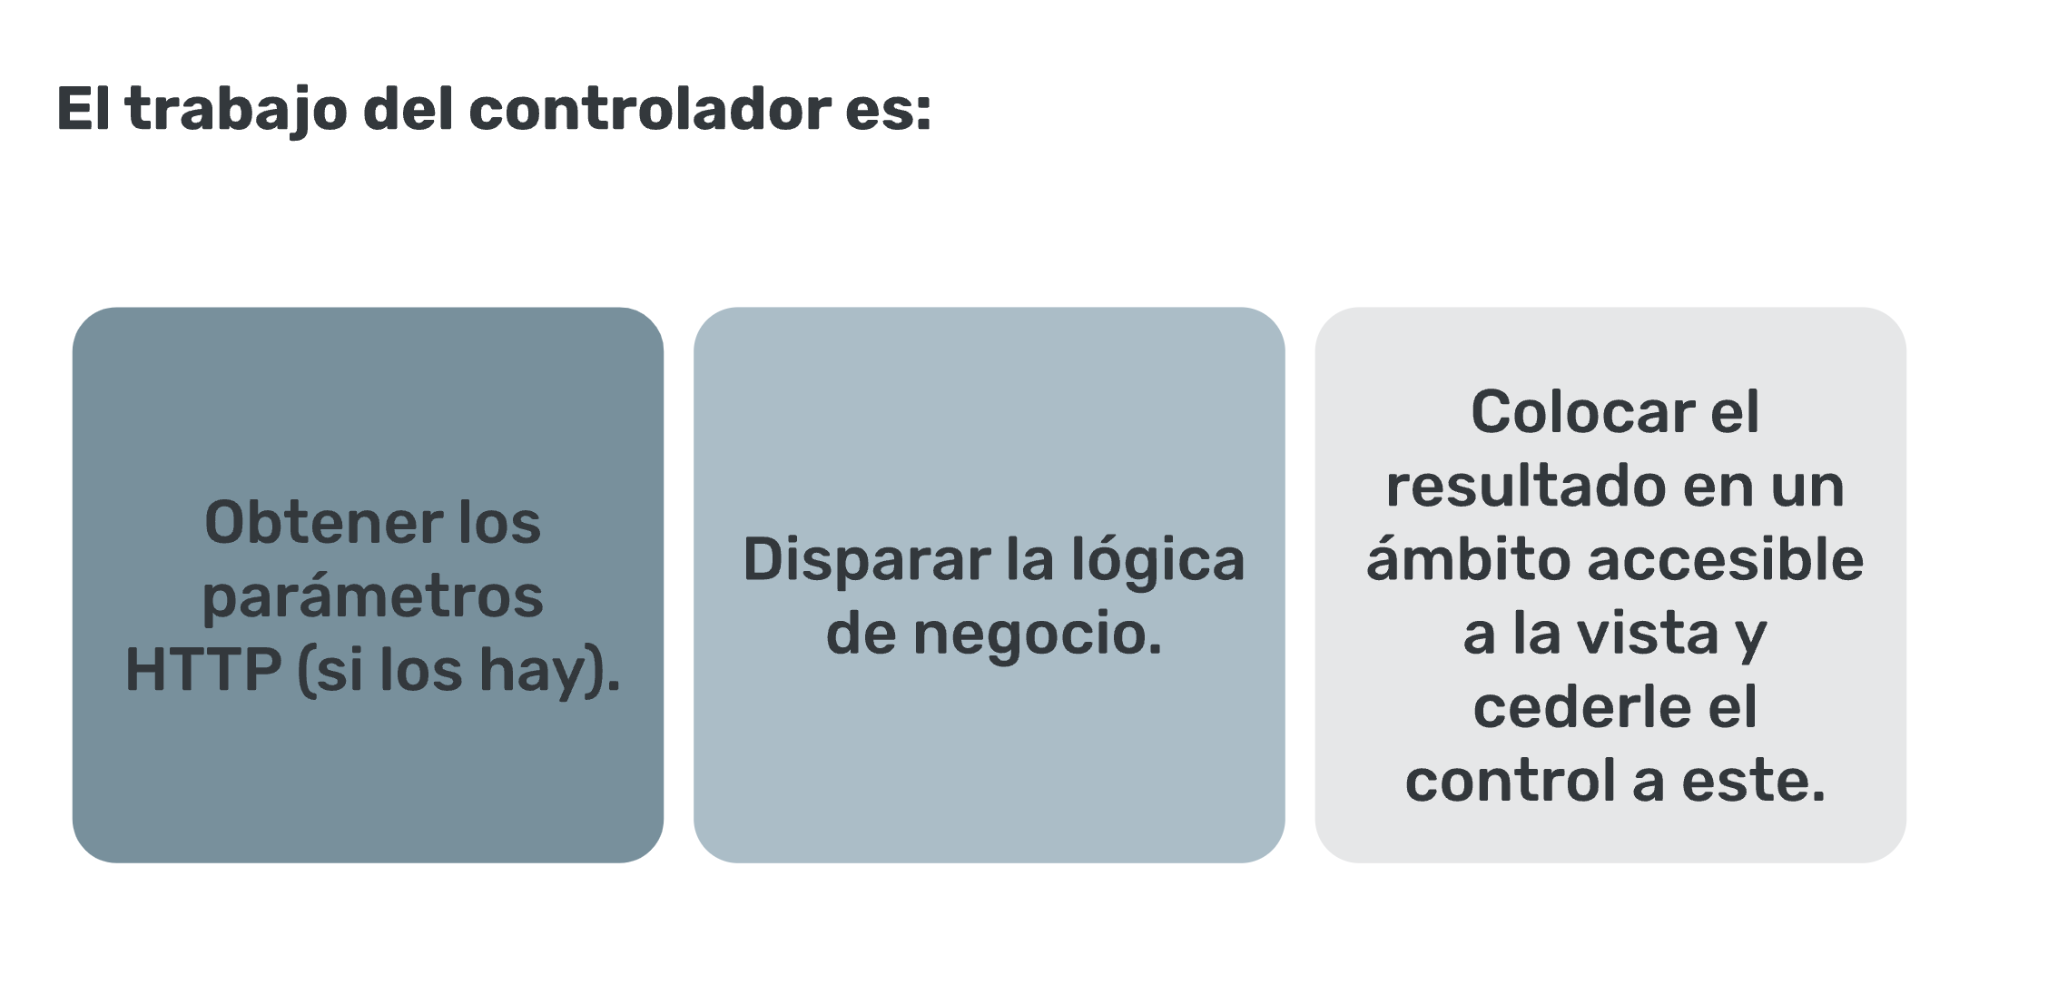 El trabajo del controlador es:
Obtener los
parámetros
HTTP (si los hay).
Disparar la lógica
de negocio.
Colocar el
resultado en un
ámbito accesible
a la vista y
cederle el
control a este.